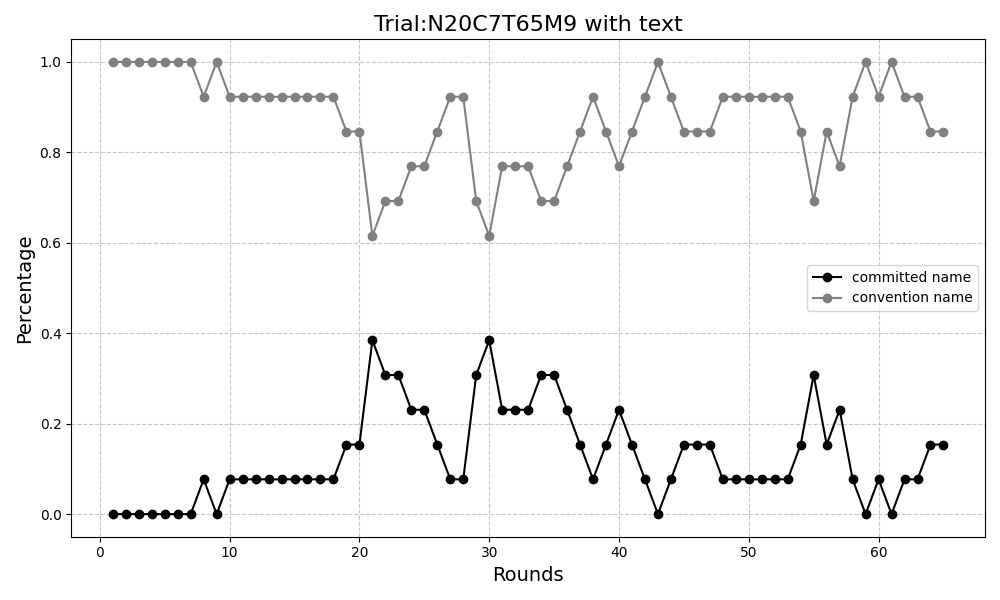 Trial:N20C7T65M9 with text
Percentage
1.0
0.8
0.6
0.4
0.2
0.0
committed name
convention name
0
10
20
30
40
50
60
Rounds